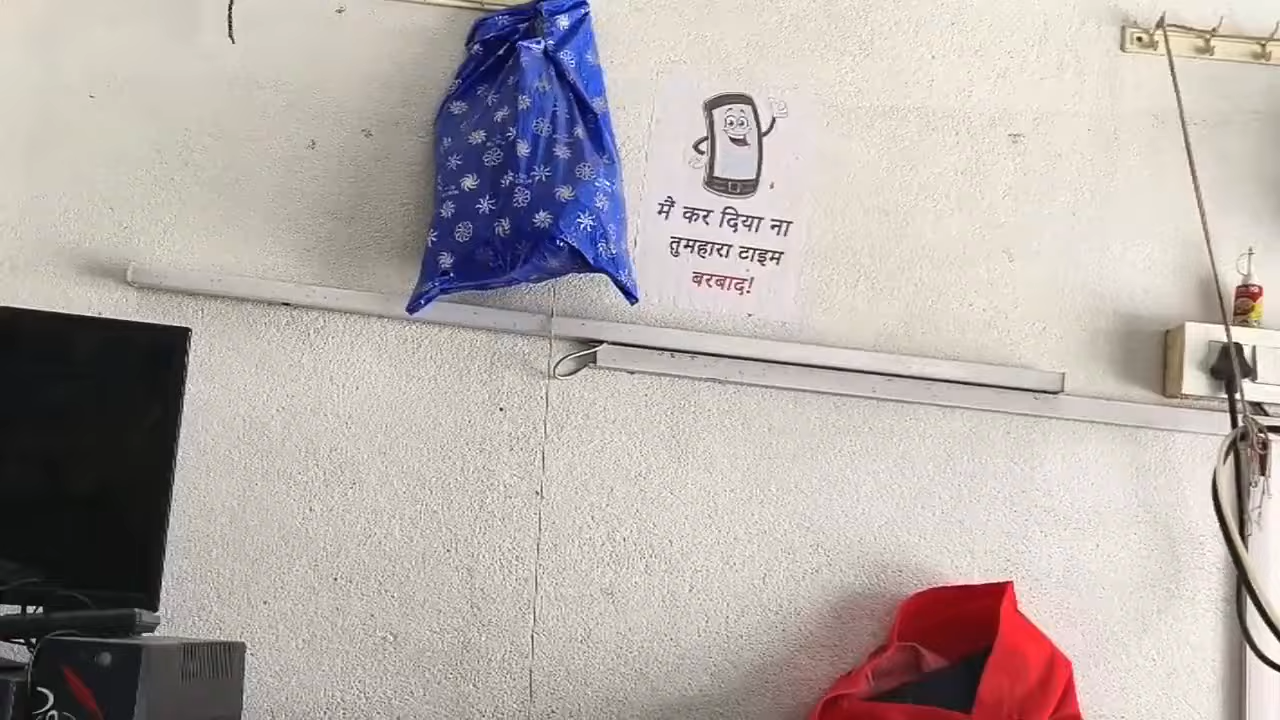 मैं कर दिया ना
तुमहारा टाइम
बरबाद!